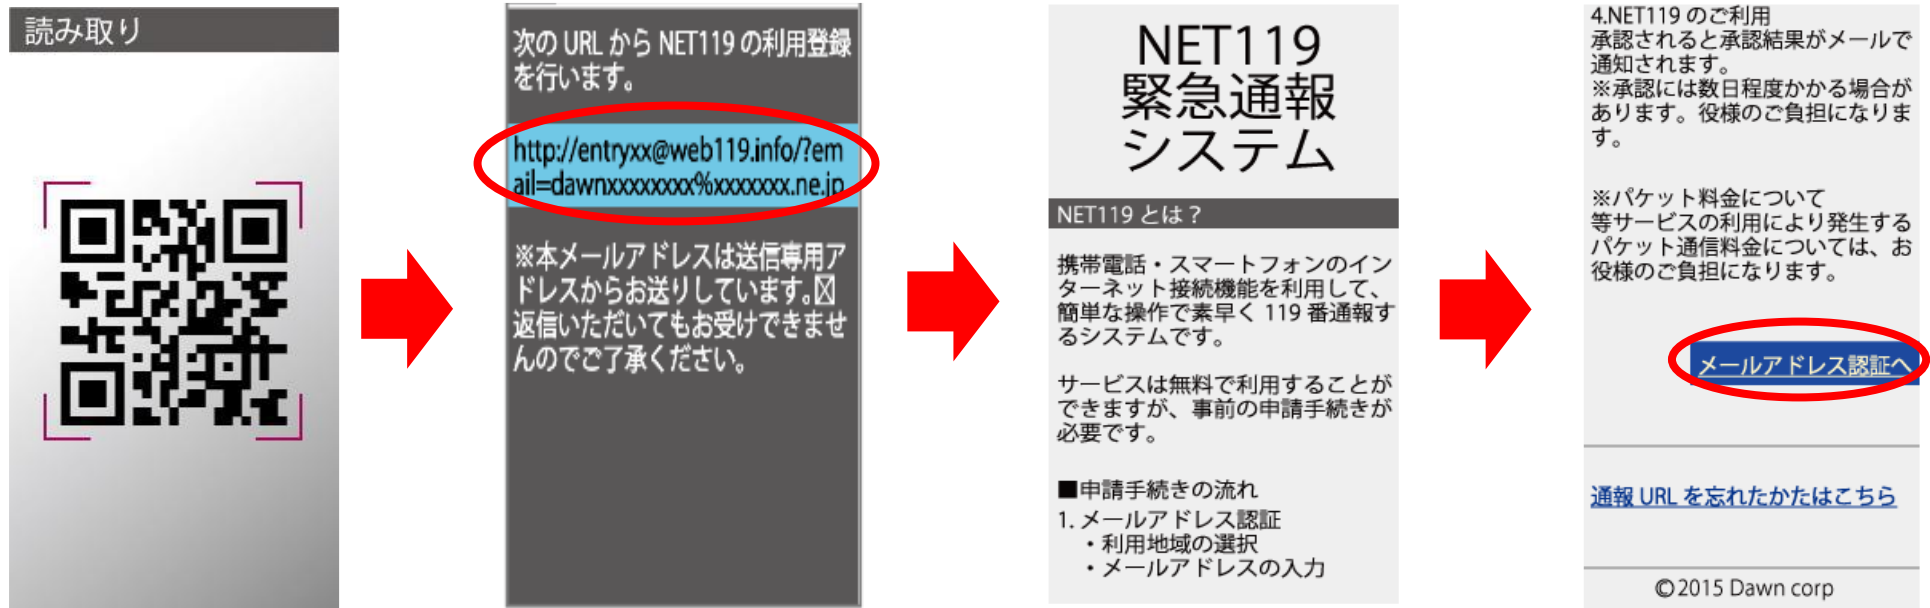 読み取り
次の URL から NET119 の利用登録
を行います。
http://entryxx@web119.info/?em
ail=dawnxxxxxxxx%xxxxxxx.ne.jp
※本メールアドレスは送信専用ア
ドレスからお送りしています。☒
返信いただいてもお受けできませ
んのでご了承ください。
NET119
緊急通報
システム
NET119 とは？
携帯電話・スマートフォンのイン
ターネット接続機能を利用して、
簡単な操作で素早く 119 番通報す
るシステムです。
サービスは無料で利用することが
できますが、事前の申請手続きが
必要です。
■申請手続きの流れ
1. メールアドレス認証
・利用地域の選択
・メールアドレスの入力
4.NET119 のご利用
承認されると承認結果がメールで
通知されます。
※承認には数日程度かかる場合が
あります。役様のご負担になりま
す。
※パケット料金について
等サービスの利用により発生する
パケット通信料金については、お
役様のご負担になります。
メールアドレス認証へ
通報 URL を忘れたかたはこちら
©2015 Dawn corp